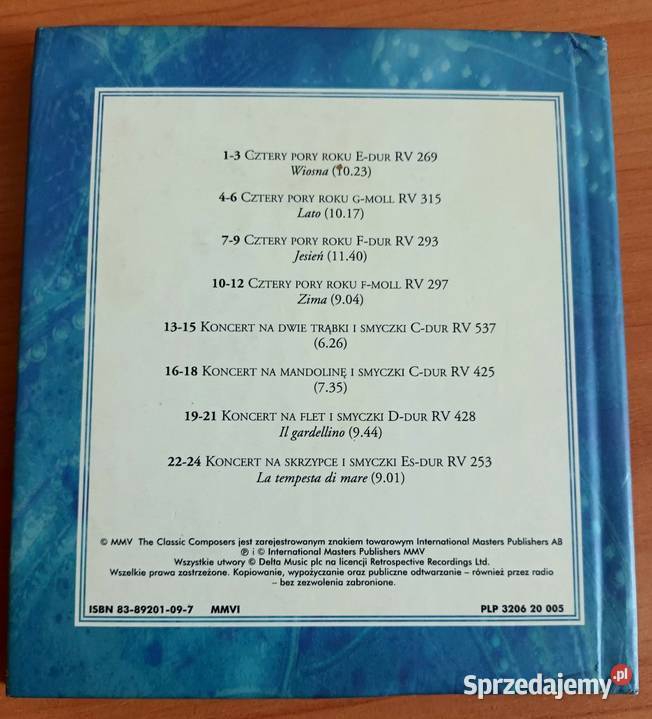 1-3 Cztery pory roku E-dur RV 269
Wiosna (10.23)
4-6 Cztery pory roku g-moll RV 315
Lato (10.17)
7-9 Cztery pory roku F-dur RV 293
Jesień (11.40)
10-12 Cztery pory roku f-moll RV 297
Zima (9.04)
13-15 Koncert na dwie trąbki i smyczki C-dur RV 537
(6.26)
16-18 Koncert na mandolinę i smyczki C-dur RV 425
(7.35)
19-21 Koncert na flet i smyczki D-dur RV 428
Il gardellino (9.44)
22-24 Koncert na skrzypce i smyczki Es-dur RV 253
La tempesta di mare (9.01)
© MMV The Classic Composers jest zarejestrowanym znakiem towarowym International Masters Publishers AB
℗ i © International Masters Publishers MMV
Wszystkie utwory © Delta Music plc na licencji Retrospective Recordings Ltd.
Wszelkie prawa zastrzeżone. Kopiowanie, wypożyczanie oraz publiczne odtwarzanie – również przez radio
– bez zezwolenia zabronione.
ISBN 83-89201-09-7 MMVI PLP 3206 20 005
Sprzedajemy.pl